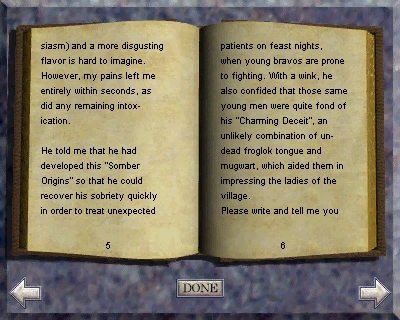 siasm) and a more disgusting
flavor is hard to imagine.
However, my pains left me
entirely within seconds, as
did any remaining intox-
ication.
He told me that he had
developed this "Somber
Origins" so that he could
recover his sobriety quickly
in order to treat unexpected
5
patients on feast nights,
when young bravos are prone
to fighting. With a wink, he
also confided that those same
young men were quite fond of
his "Charming Deceit", an
unlikely combination of un-
dead froglok tongue and
mugwart, which aided them in
impressing the ladies of the
village.
Please write and tell me you
6
DONE